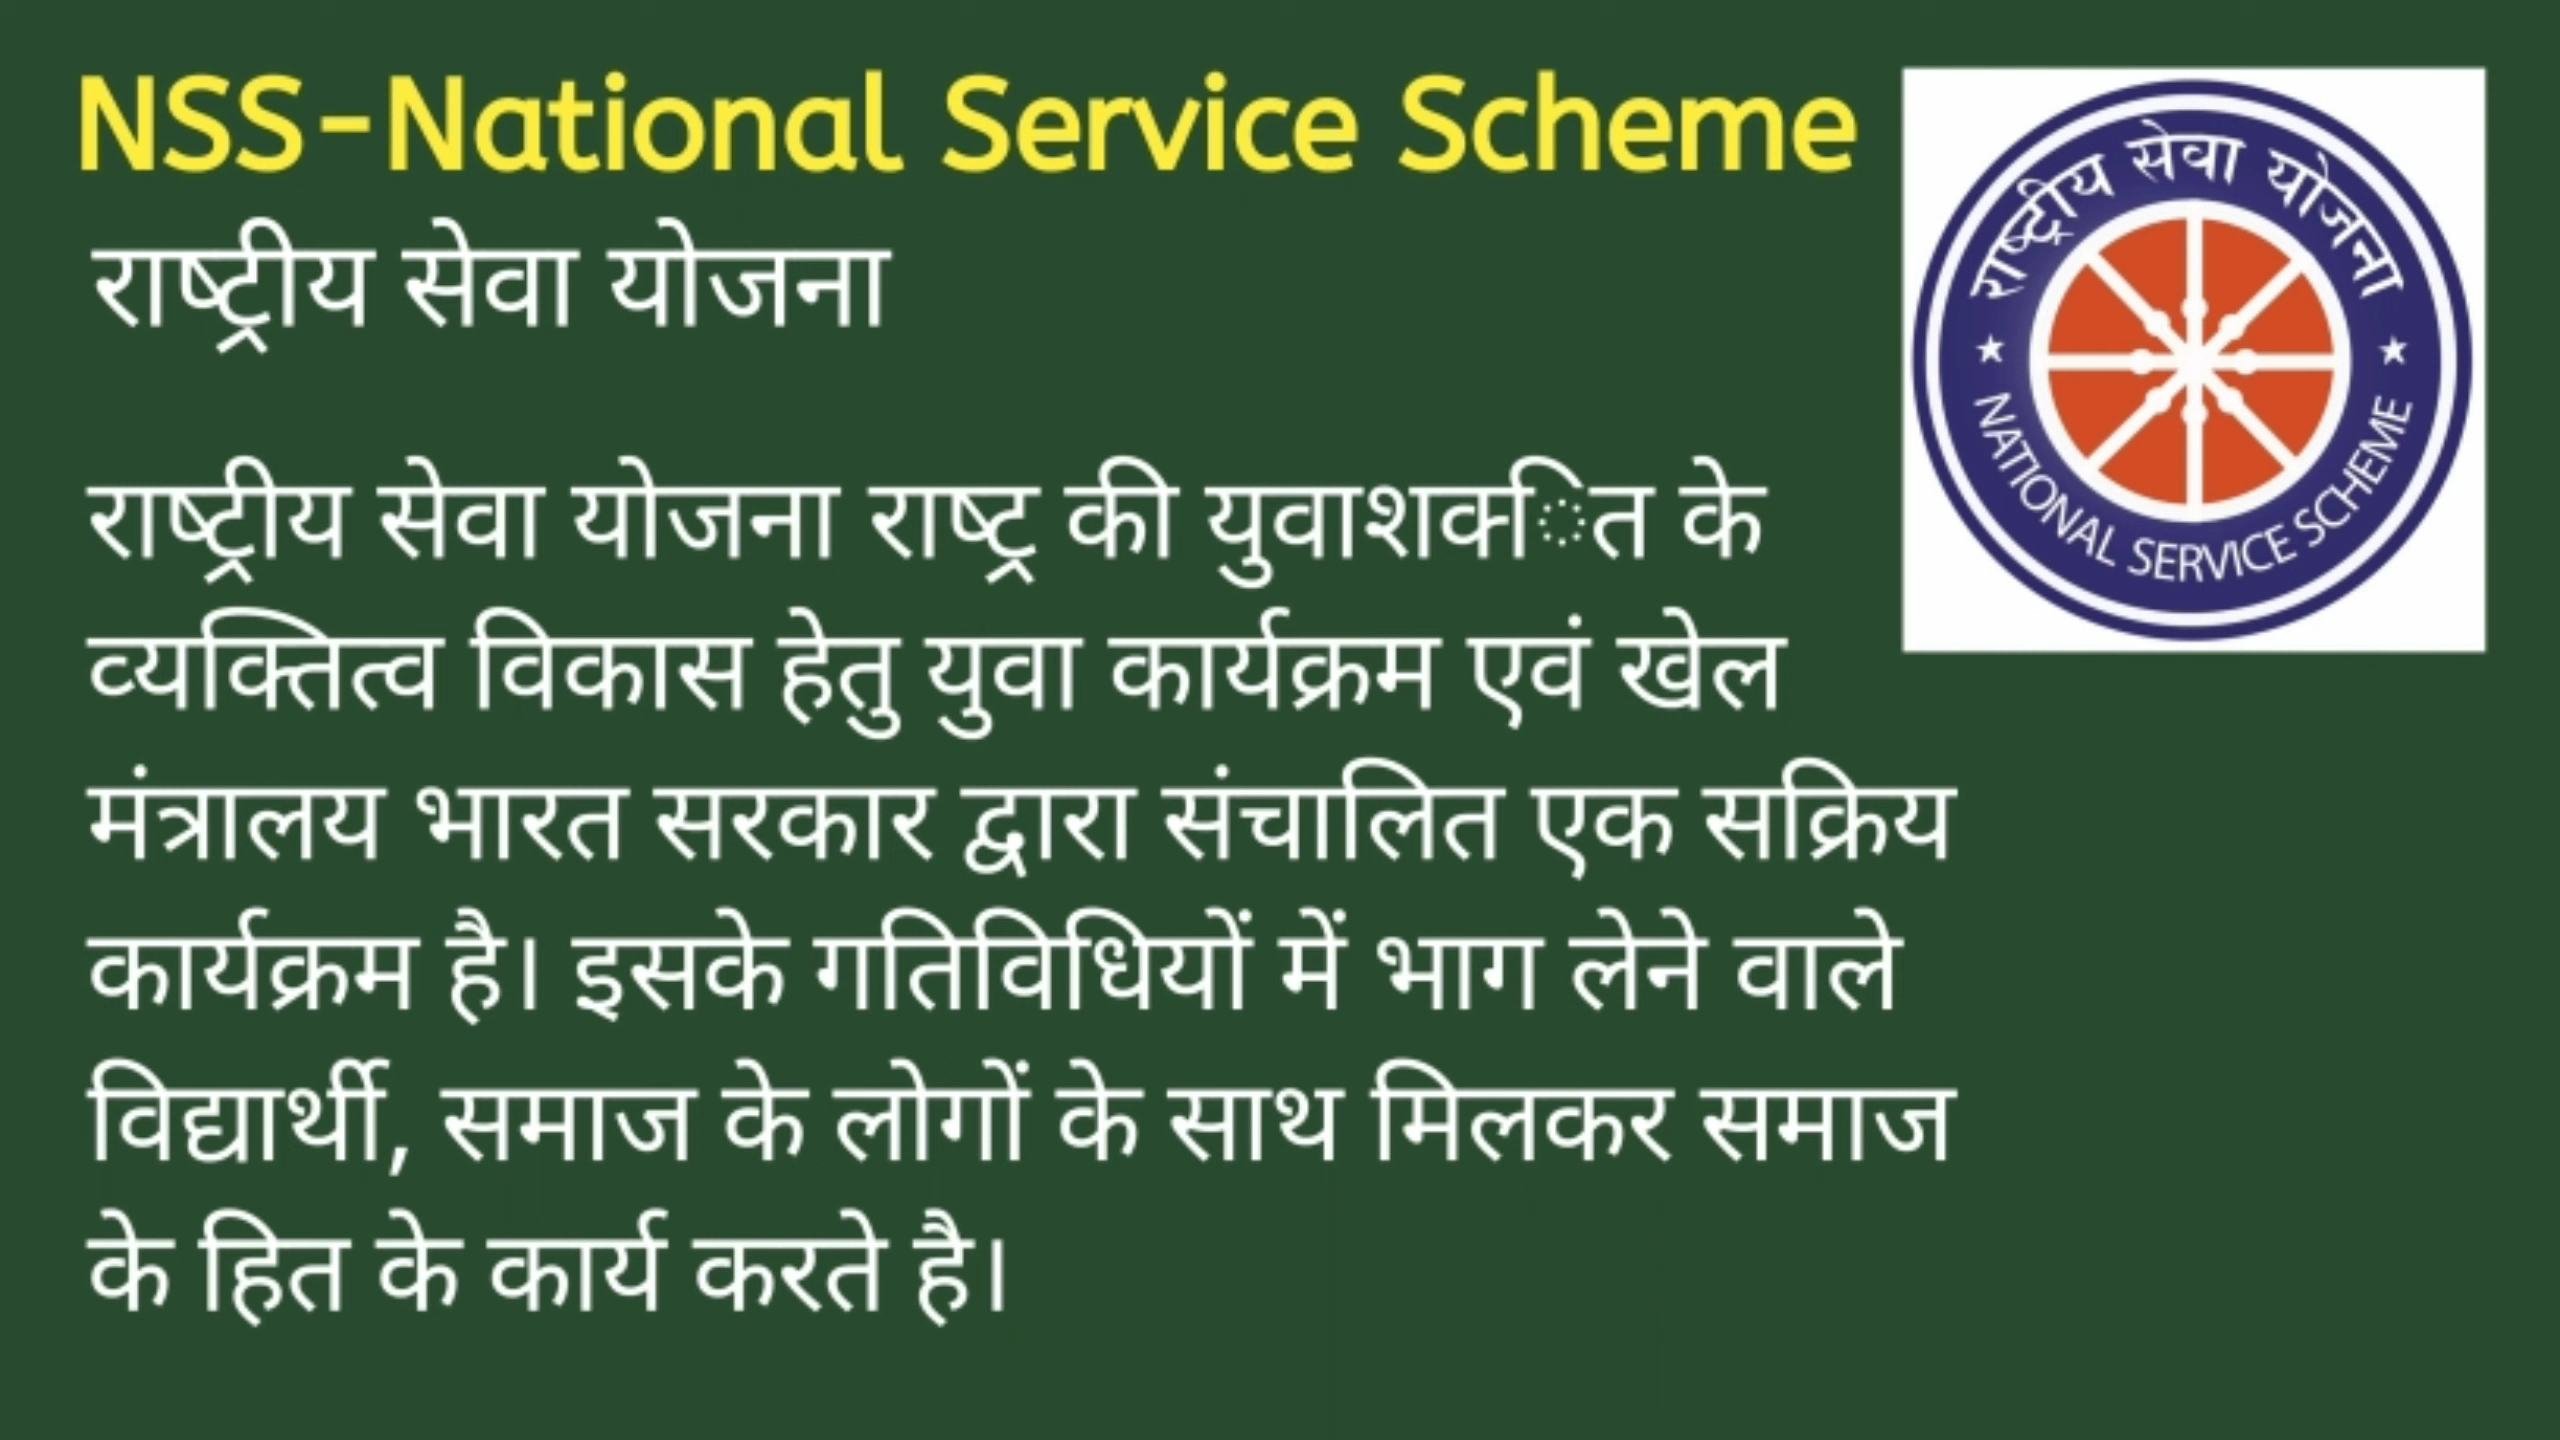 NSS-National Service Scheme
राष्ट्रीय सेवा योजना
राष्ट्रीय सेवा योजना राष्ट्र की युवाशक्‍ित के
व्यक्तित्व विकास हेतु युवा कार्यक्रम एवं खेल
मंत्रालय भारत सरकार द्वारा संचालित एक सक्रिय
कार्यक्रम है। इसके गतिविधियों में भाग लेने वाले
विद्यार्थी, समाज के लोगों के साथ मिलकर समाज
के हित के कार्य करते है।
राष्ट्रीय सेवा योजना
NATIONAL SERVICE SCHEME